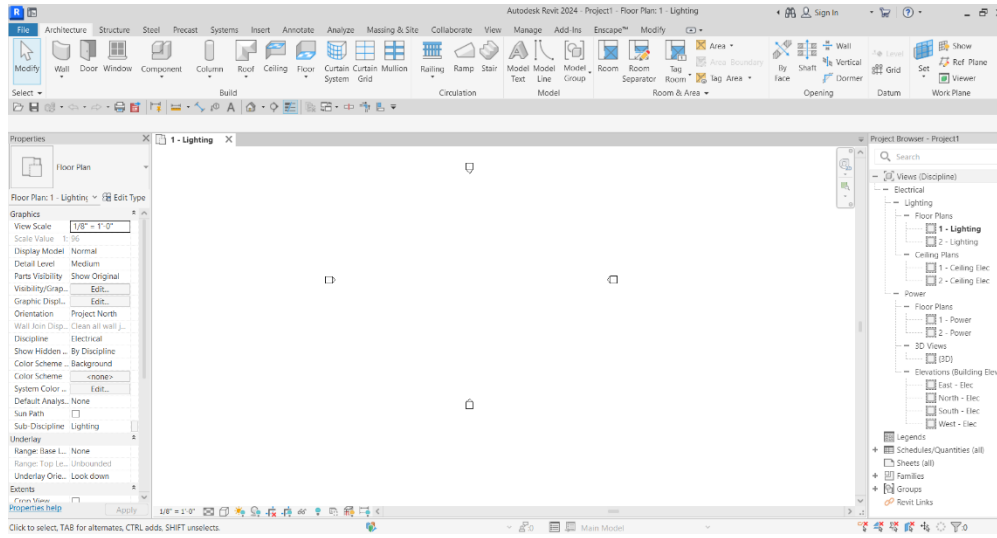 Autodesk Revit 2024 - Project1 - Floor Plan: 1 - Lighting
Sign In
File Architecture Structure Steel Precast Systems Insert Annotate Analyze Massing & Site Collaborate View Manage Add-Ins Enscape™ Modify
Modify Wall Door Window Component Column Roof Ceiling Floor Curtain System Curtain Grid Mullion Railing Ramp Stair Model Text Model Line Model Group Room Room Separator Tag Room Area Area Boundary Tag Area By Face Shaft Wall Vertical Dormer Level Grid Set Show Ref Plane Viewer
Select Build Circulation Model Room & Area Opening Datum Work Plane
Properties
1 - Lighting
Project Browser - Project1
Floor Plan
Floor Plan: 1 - Lighting Edit Type
Graphics
View Scale 1/8" = 1'-0"
Scale Value 1: 96
Display Model Normal
Detail Level Medium
Parts Visibility Show Original
Visibility/Grap... Edit...
Graphic Displ... Edit...
Orientation Project North
Wall Join Disp... Clean all wall j...
Discipline Electrical
Show Hidden ... By Discipline
Color Scheme ... Background
Color Scheme <none>
System Color ... Edit...
Default Analys... None
Sun Path
Sub-Discipline Lighting
Underlay
Range: Base L... None
Range: Top Le... Unbounded
Underlay Orie... Look down
Extents
Crop View
Properties help Apply
1/8" = 1'-0"
Search
Views (Discipline)
Electrical
Lighting
Floor Plans
1 - Lighting
2 - Lighting
Ceiling Plans
1 - Ceiling Elec
2 - Ceiling Elec
Power
Floor Plans
1 - Power
2 - Power
3D Views
{3D}
Elevations (Building Elev
East - Elec
North - Elec
South - Elec
West - Elec
Legends
Schedules/Quantities (all)
Sheets (all)
Families
Groups
Revit Links
Click to select, TAB for alternates, CTRL adds, SHIFT unselects.
:0
Main Model
:0